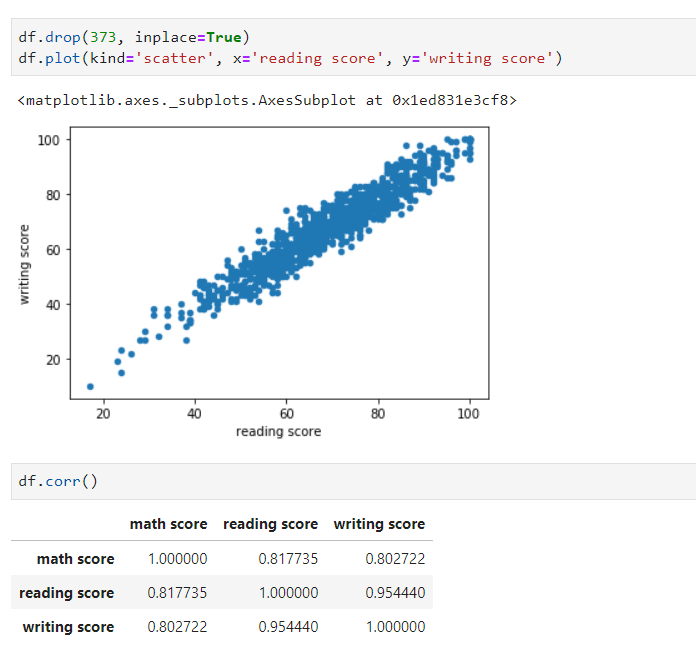 df.drop(373, inplace=True)
df.plot(kind='scatter', x='reading score', y='writing score')
<matplotlib.axes._subplots.AxesSubplot at 0x1ed831e3cf8>
100
80
60
40
20
writing score
20 40 60 80 100
reading score
df.corr()
math score reading score writing score
math score 1.000000 0.817735 0.802722
reading score 0.817735 1.000000 0.954440
writing score 0.802722 0.954440 1.000000